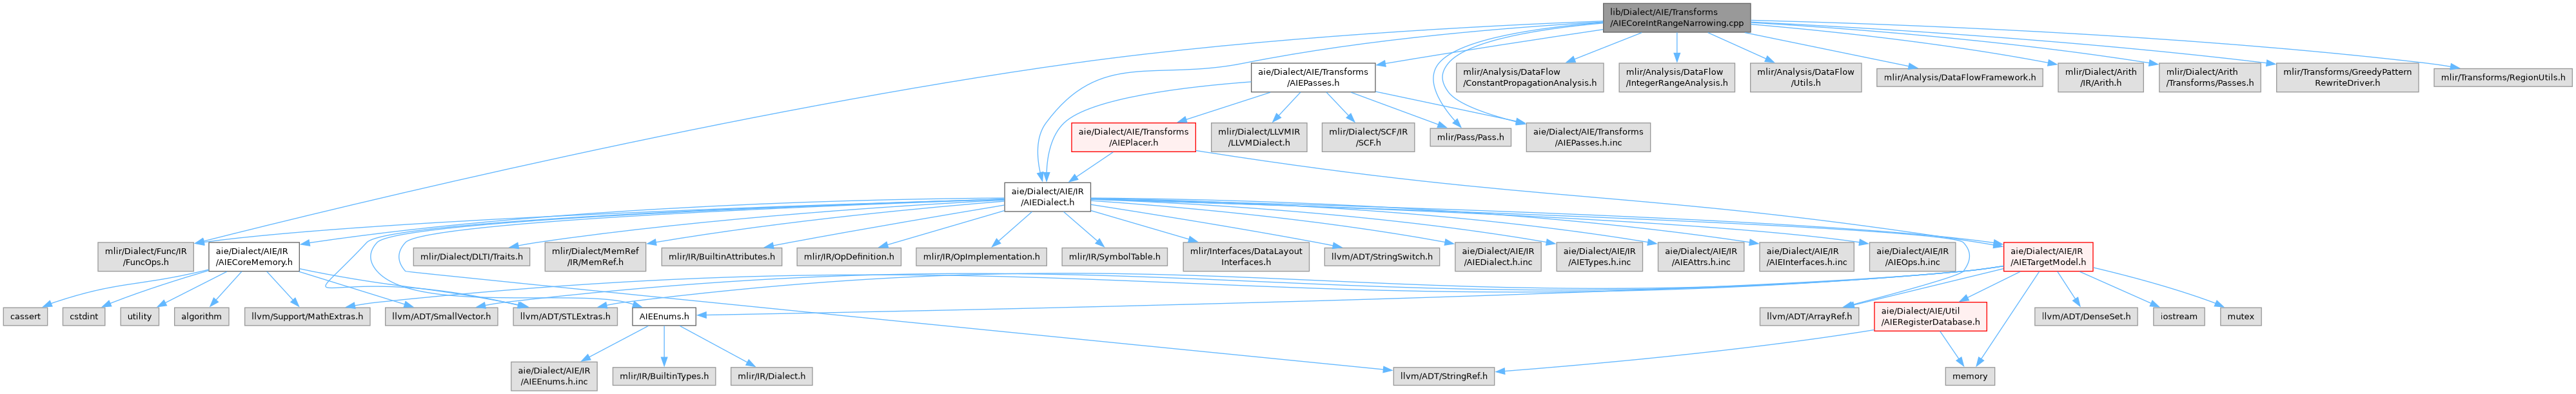 lib/Dialect/AIE/Transforms
/AIECoreIntRangeNarrowing.cpp
aie/Dialect/AIE/Transforms
/AIEPasses.h
mlir/Analysis/DataFlow
/ConstantPropagationAnalysis.h
mlir/Analysis/DataFlow
/IntegerRangeAnalysis.h
mlir/Analysis/DataFlow
/Utils.h
mlir/Analysis/DataFlowFramework.h
mlir/Dialect/Arith
/IR/Arith.h
mlir/Dialect/Arith
/Transforms/Passes.h
mlir/Transforms/GreedyPattern
RewriteDriver.h
mlir/Transforms/RegionUtils.h
aie/Dialect/AIE/Transforms
/AIEPlacer.h
mlir/Dialect/LLVMIR
/LLVMDialect.h
mlir/Dialect/SCF/IR
/SCF.h
mlir/Pass/Pass.h
aie/Dialect/AIE/Transforms
/AIEPasses.h.inc
aie/Dialect/AIE/IR
/AIEDialect.h
mlir/Dialect/Func/IR
/FuncOps.h
aie/Dialect/AIE/IR
/AIECoreMemory.h
mlir/Dialect/DLTI/Traits.h
mlir/Dialect/MemRef
/IR/MemRef.h
mlir/IR/BuiltinAttributes.h
mlir/IR/OpDefinition.h
mlir/IR/OpImplementation.h
mlir/IR/SymbolTable.h
mlir/Interfaces/DataLayout
Interfaces.h
llvm/ADT/StringSwitch.h
aie/Dialect/AIE/IR
/AIEDialect.h.inc
aie/Dialect/AIE/IR
/AIETypes.h.inc
aie/Dialect/AIE/IR
/AIEAttrs.h.inc
aie/Dialect/AIE/IR
/AIEInterfaces.h.inc
aie/Dialect/AIE/IR
/AIEOps.h.inc
aie/Dialect/AIE/IR
/AIETargetModel.h
cassert
cstdint
utility
algorithm
llvm/Support/MathExtras.h
llvm/ADT/SmallVector.h
llvm/ADT/STLExtras.h
AIEEnums.h
llvm/ADT/ArrayRef.h
aie/Dialect/AIE/Util
/AIERegisterDatabase.h
llvm/ADT/DenseSet.h
iostream
mutex
aie/Dialect/AIE/IR
/AIEEnums.h.inc
mlir/IR/BuiltinTypes.h
mlir/IR/Dialect.h
llvm/ADT/StringRef.h
memory